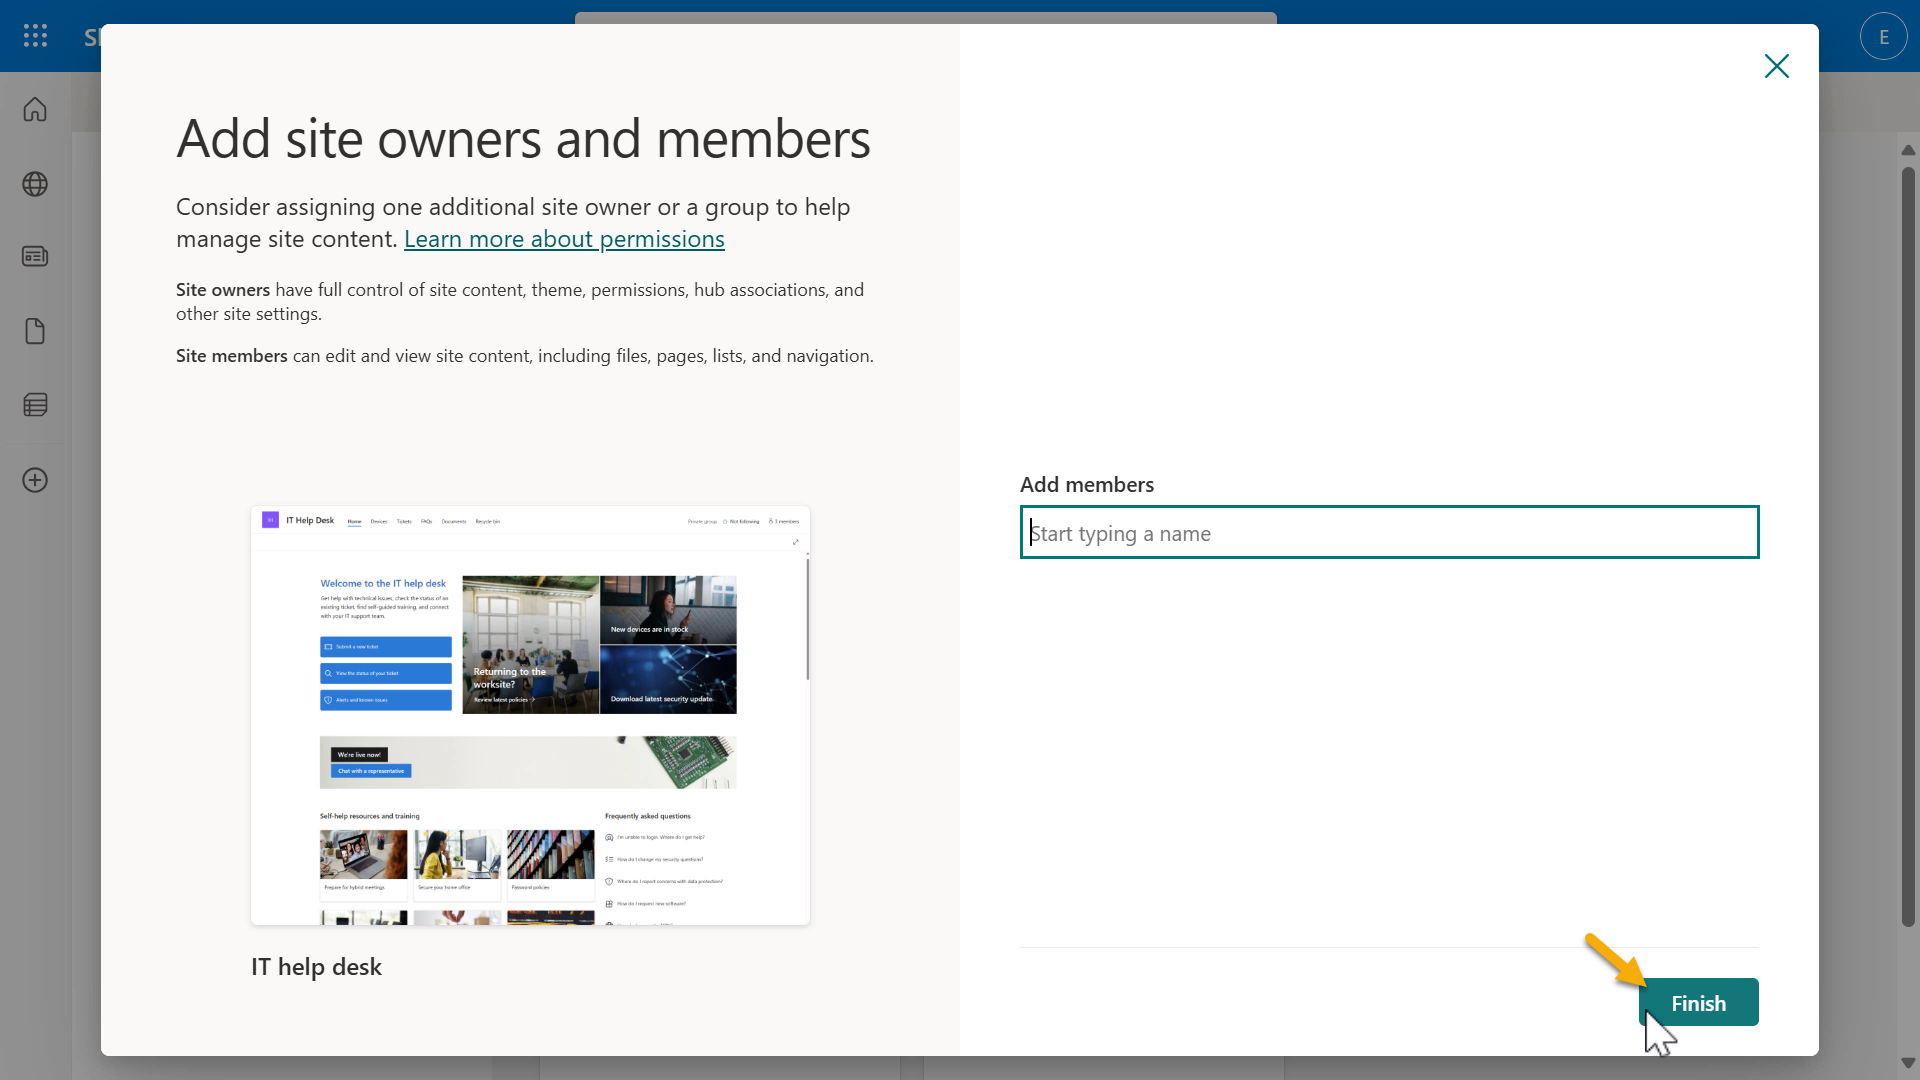 E
Add site owners and members
Consider assigning one additional site owner or a group to help
manage site content. Learn more about permissions
Site owners have full control of site content, theme, permissions, hub associations, and
other site settings.
Site members can edit and view site content, including files, pages, lists, and navigation.
IT Help Desk Home Devices Tickets FAQs Documents Recycle bin Private group Not following 3 members
Welcome to the IT help desk
Get help with technical issues, check the status of an
existing ticket, find self-guided training, and connect
with your IT support team.
Submit a new ticket
View the status of your ticket
Alerts and known issues
Returning to the
worksite?
Review latest policies
New devices are in stock
Download latest security update
We're live now!
Chat with a representative
Self-help resources and training
Prepare for hybrid meetings
Secure your home office
Password policies
Frequently asked questions
I'm unable to login. Where do I get help?
How do I change my security questions?
Where do I report concerns with data protection?
How do I request new software?
IT help desk
Add members
Start typing a name
Finish